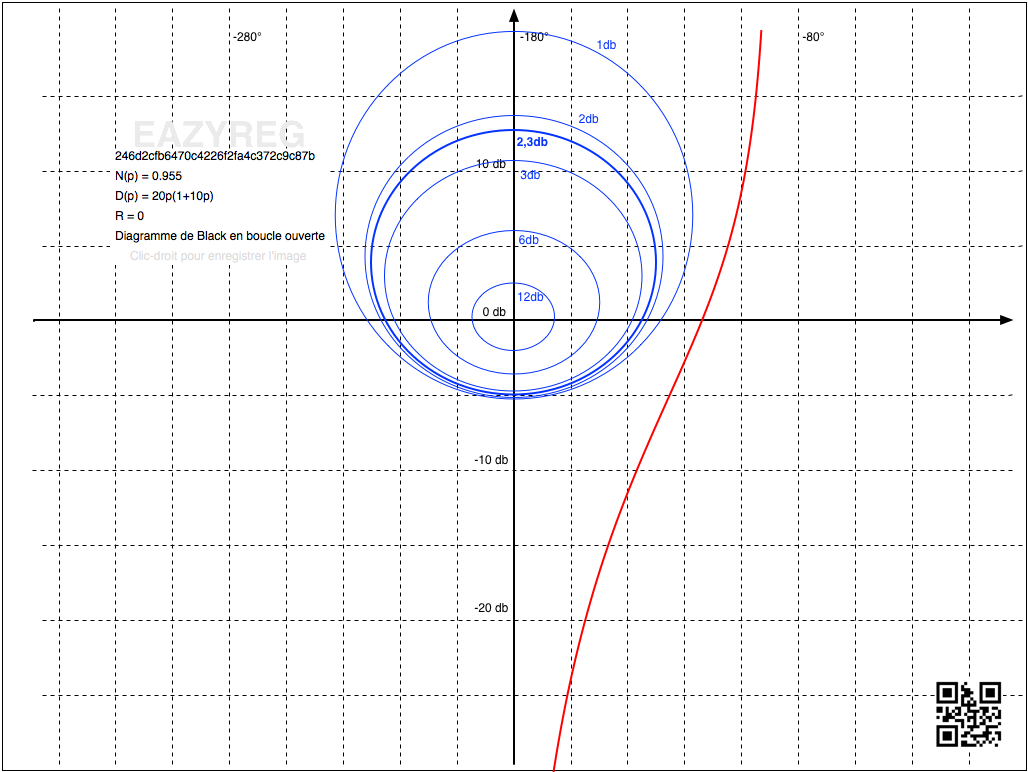 -280°
-180°
-80°
1db
2db
2,3db
EAZYREG
246d2cfb6470c4226f2fa4c372c9c87b
10 db
3db
N(p) = 0.955
D(p) = 20p(1+10p)
R = 0
Diagramme de Black en boucle ouverte
6db
Clic-droit pour enregistrer l'image
12db
0 db
-10 db
-20 db